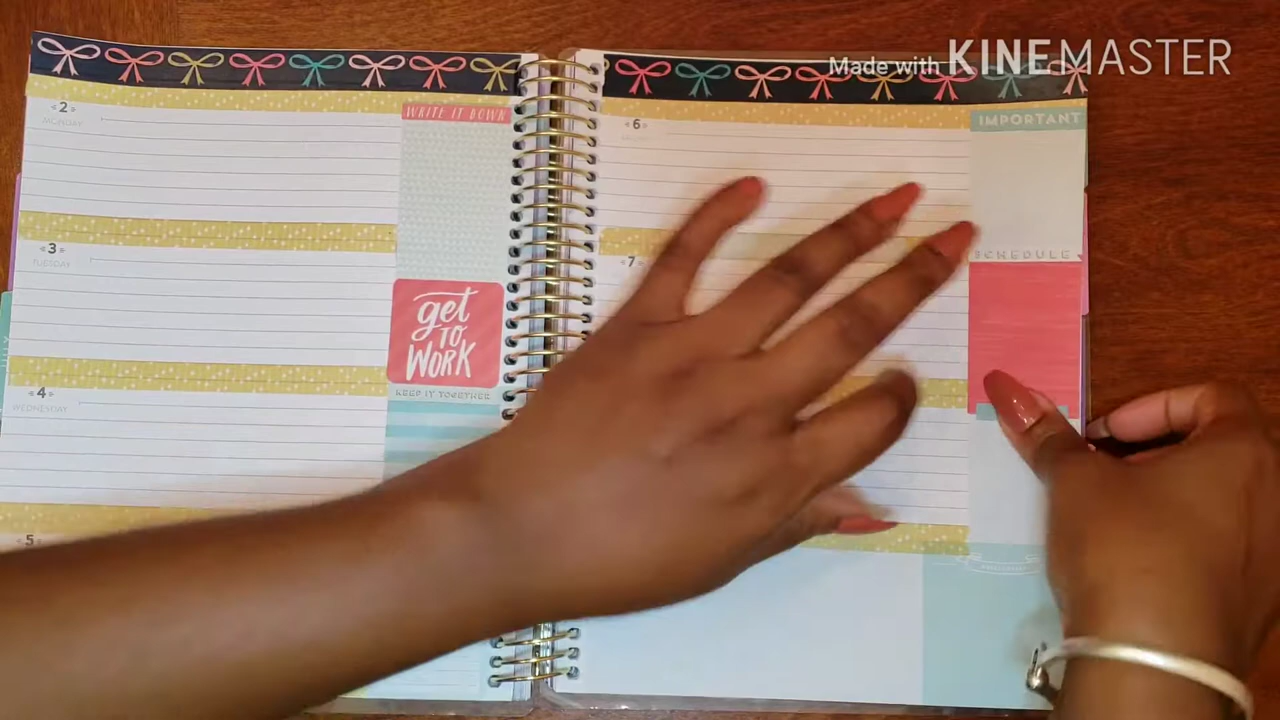 Made with KINEMASTER
2
MONDAY
WRITE IT DOWN
3
TUESDAY
get
TO
WORK
KEEP IT TOGETHER
4
WEDNESDAY
5
6
IMPORTANT
7
SCHEDULE
JULY